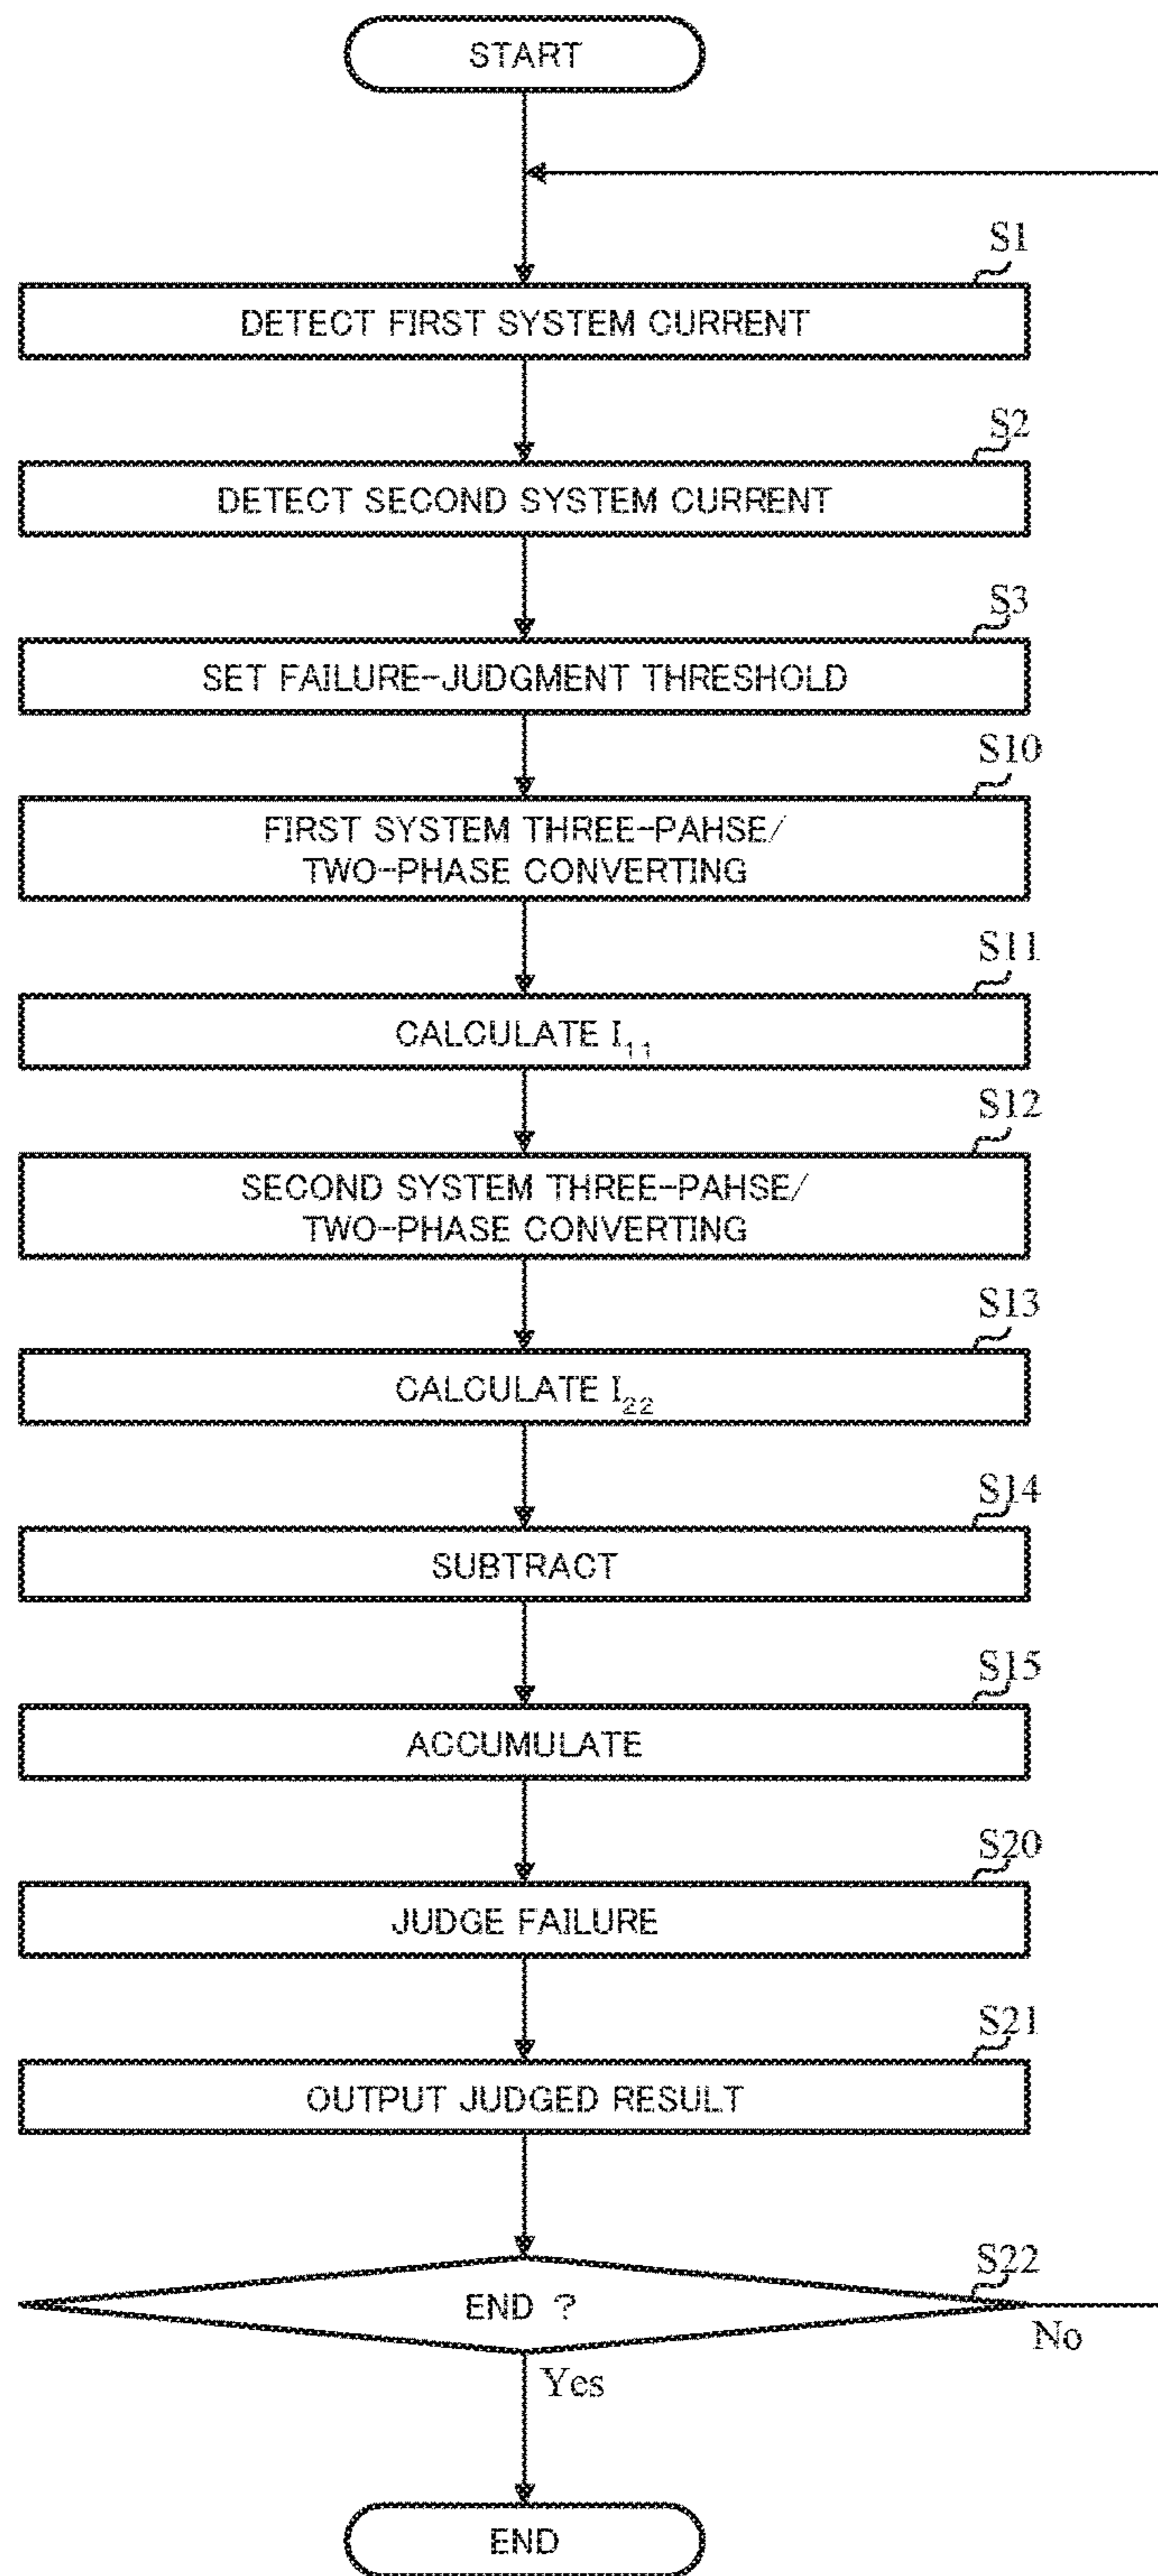 START
S1
DETECT FIRST SYSTEM CURRENT
S2
DETECT SECOND SYSTEM CURRENT
S3
SET FAILURE-JUDGMENT THRESHOLD
S10
FIRST SYSTEM THREE-PAHSE/
TWO-PHASE CONVERTING
S11
CALCULATE I₁₁
S12
SECOND SYSTEM THREE-PAHSE/
TWO-PHASE CONVERTING
S13
CALCULATE I₂₂
S14
SUBTRACT
S15
ACCUMULATE
S20
JUDGE FAILURE
S21
OUTPUT JUDGED RESULT
S22
END ?
No
Yes
END